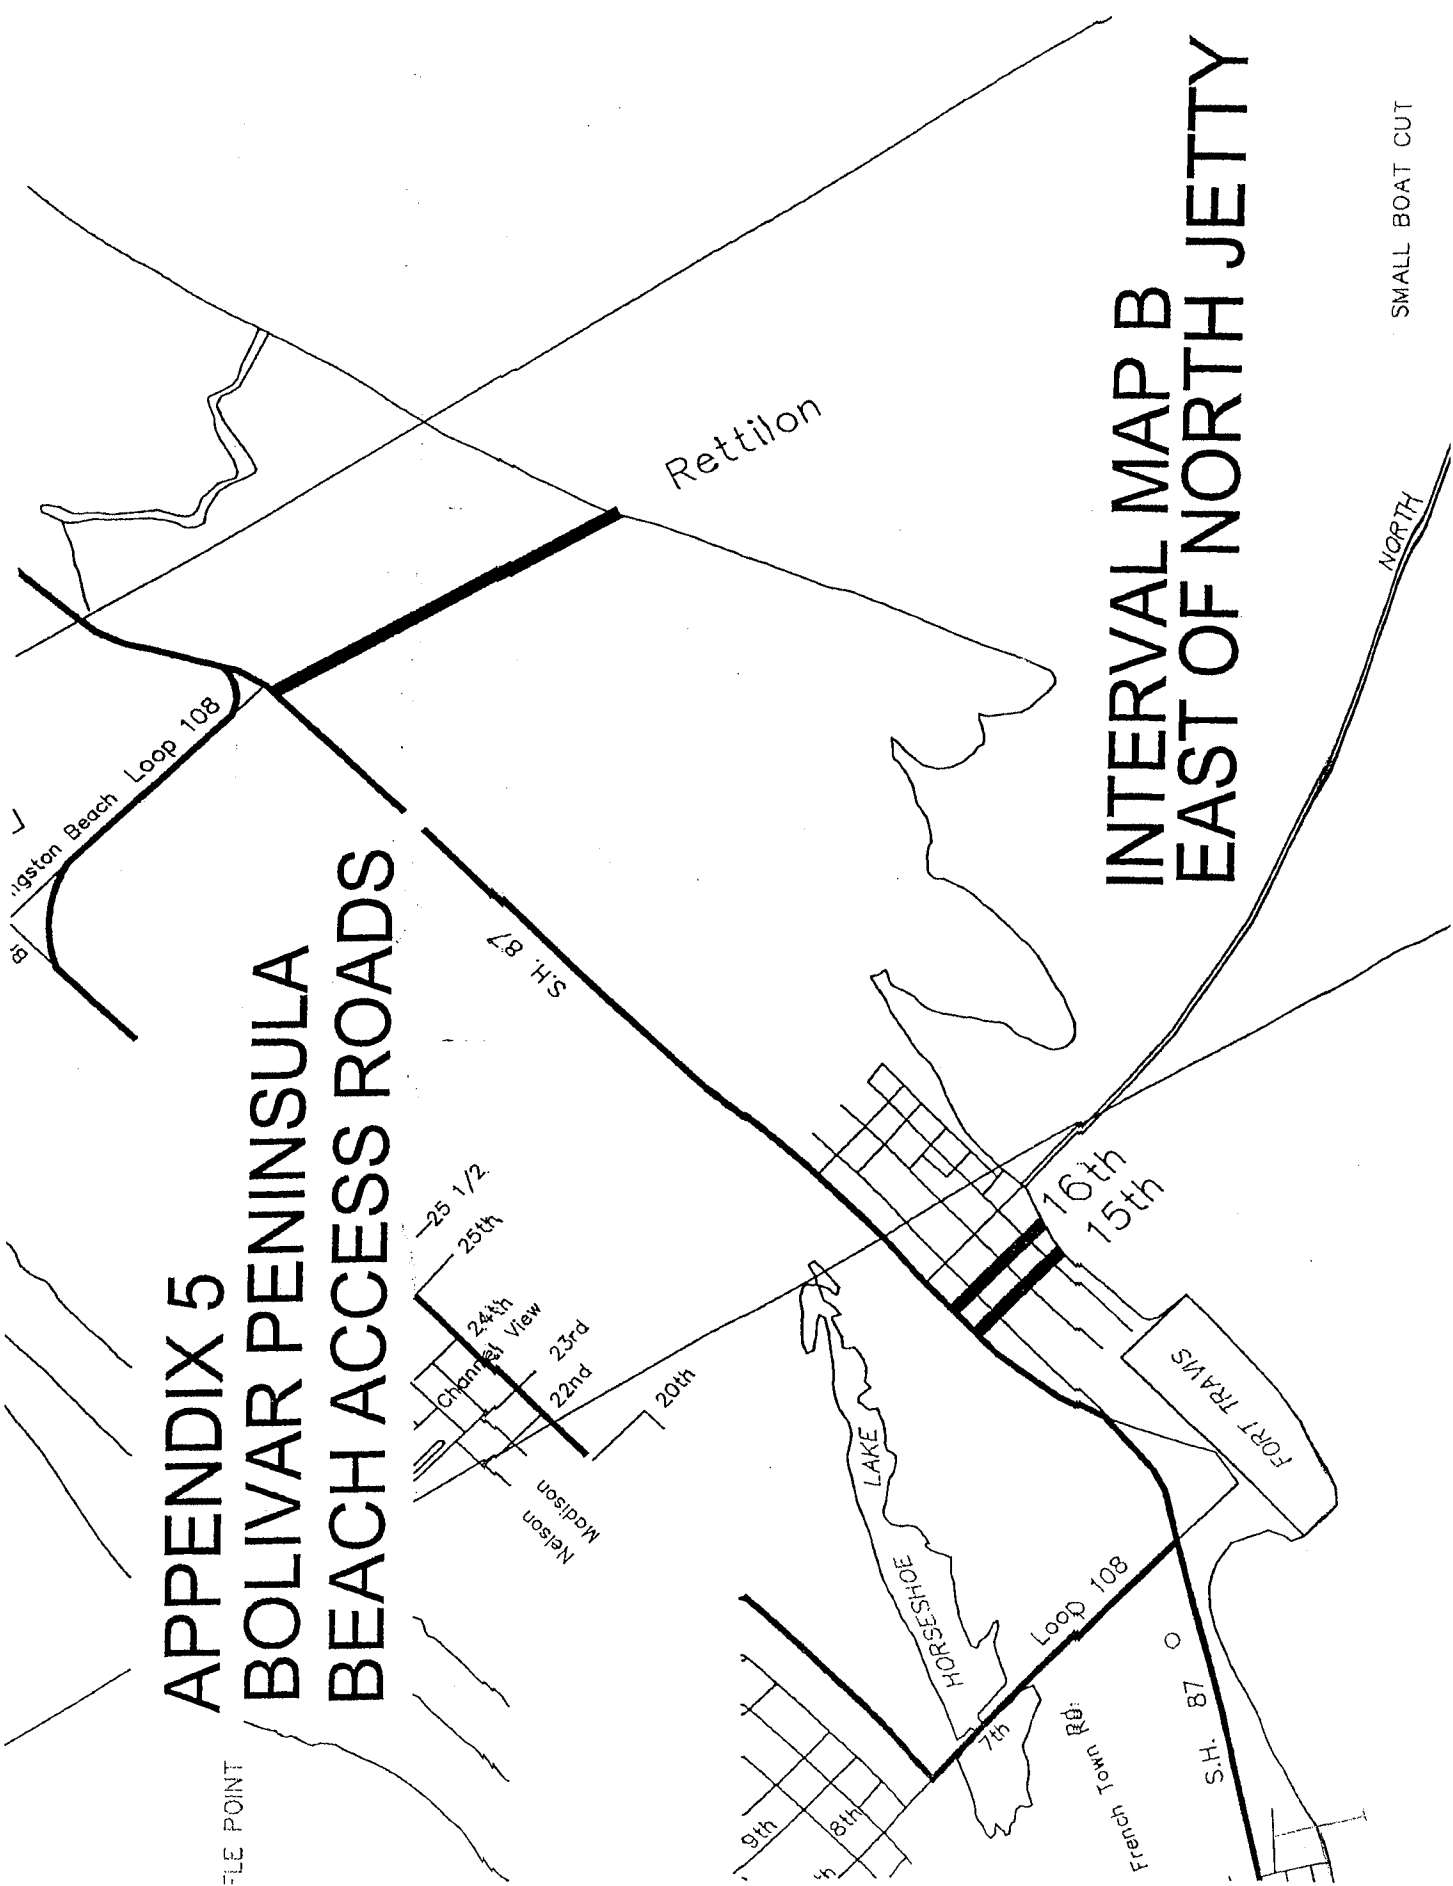 APPENDIX 5
BOLIVAR PENINSULA
BEACH ACCESS ROADS
INTERVAL MAP B
EAST OF NORTH JETTY
SMALL BOAT CUT
NORTH
Rettilon
Loop 108
Beach
S.H. 87
25 1/2
25th
24th
Channel View
23rd
22nd
20th
Madison
Nelson
16th
15th
FORT TRAVIS
HORSESHOE LAKE
Loop 108
7th
8th
9th
French Town Rd.
S.H. 87
POINT